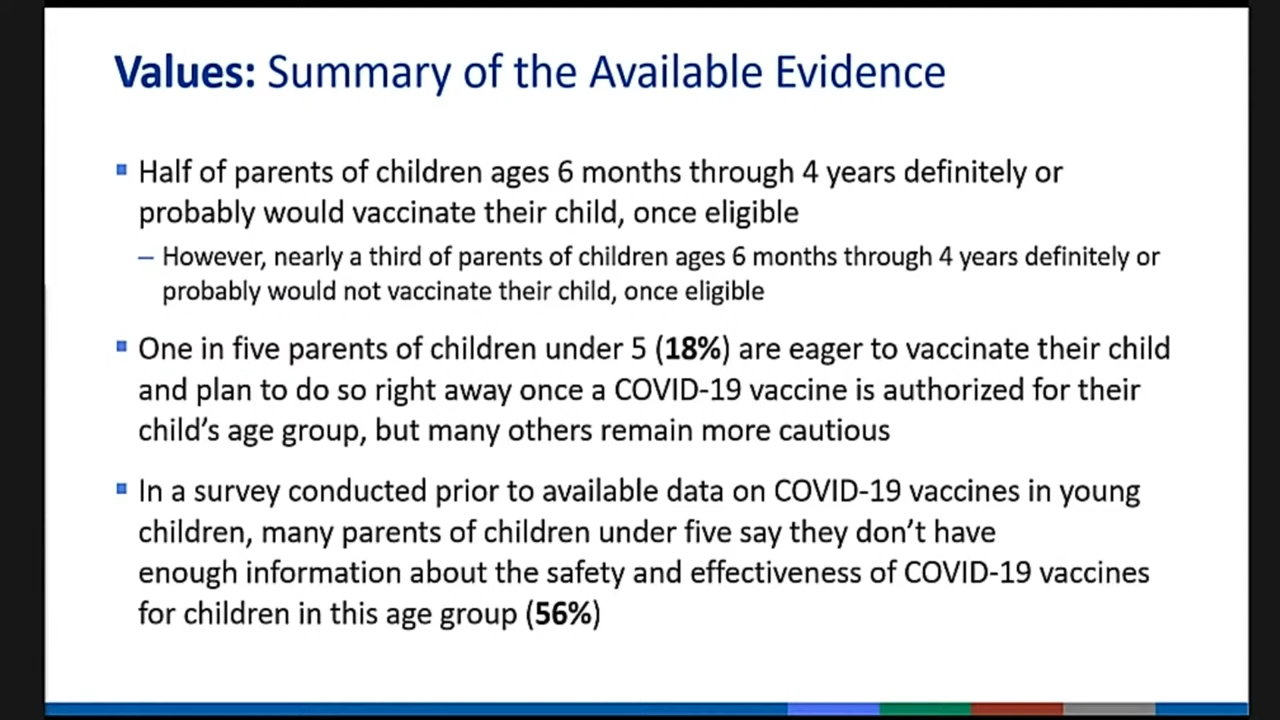 Values: Summary of the Available Evidence
Half of parents of children ages 6 months through 4 years definitely or
probably would vaccinate their child, once eligible
– However, nearly a third of parents of children ages 6 months through 4 years definitely or
probably would not vaccinate their child, once eligible
One in five parents of children under 5 (18%) are eager to vaccinate their child
and plan to do so right away once a COVID-19 vaccine is authorized for their
child’s age group, but many others remain more cautious
In a survey conducted prior to available data on COVID-19 vaccines in young
children, many parents of children under five say they don’t have
enough information about the safety and effectiveness of COVID-19 vaccines
for children in this age group (56%)